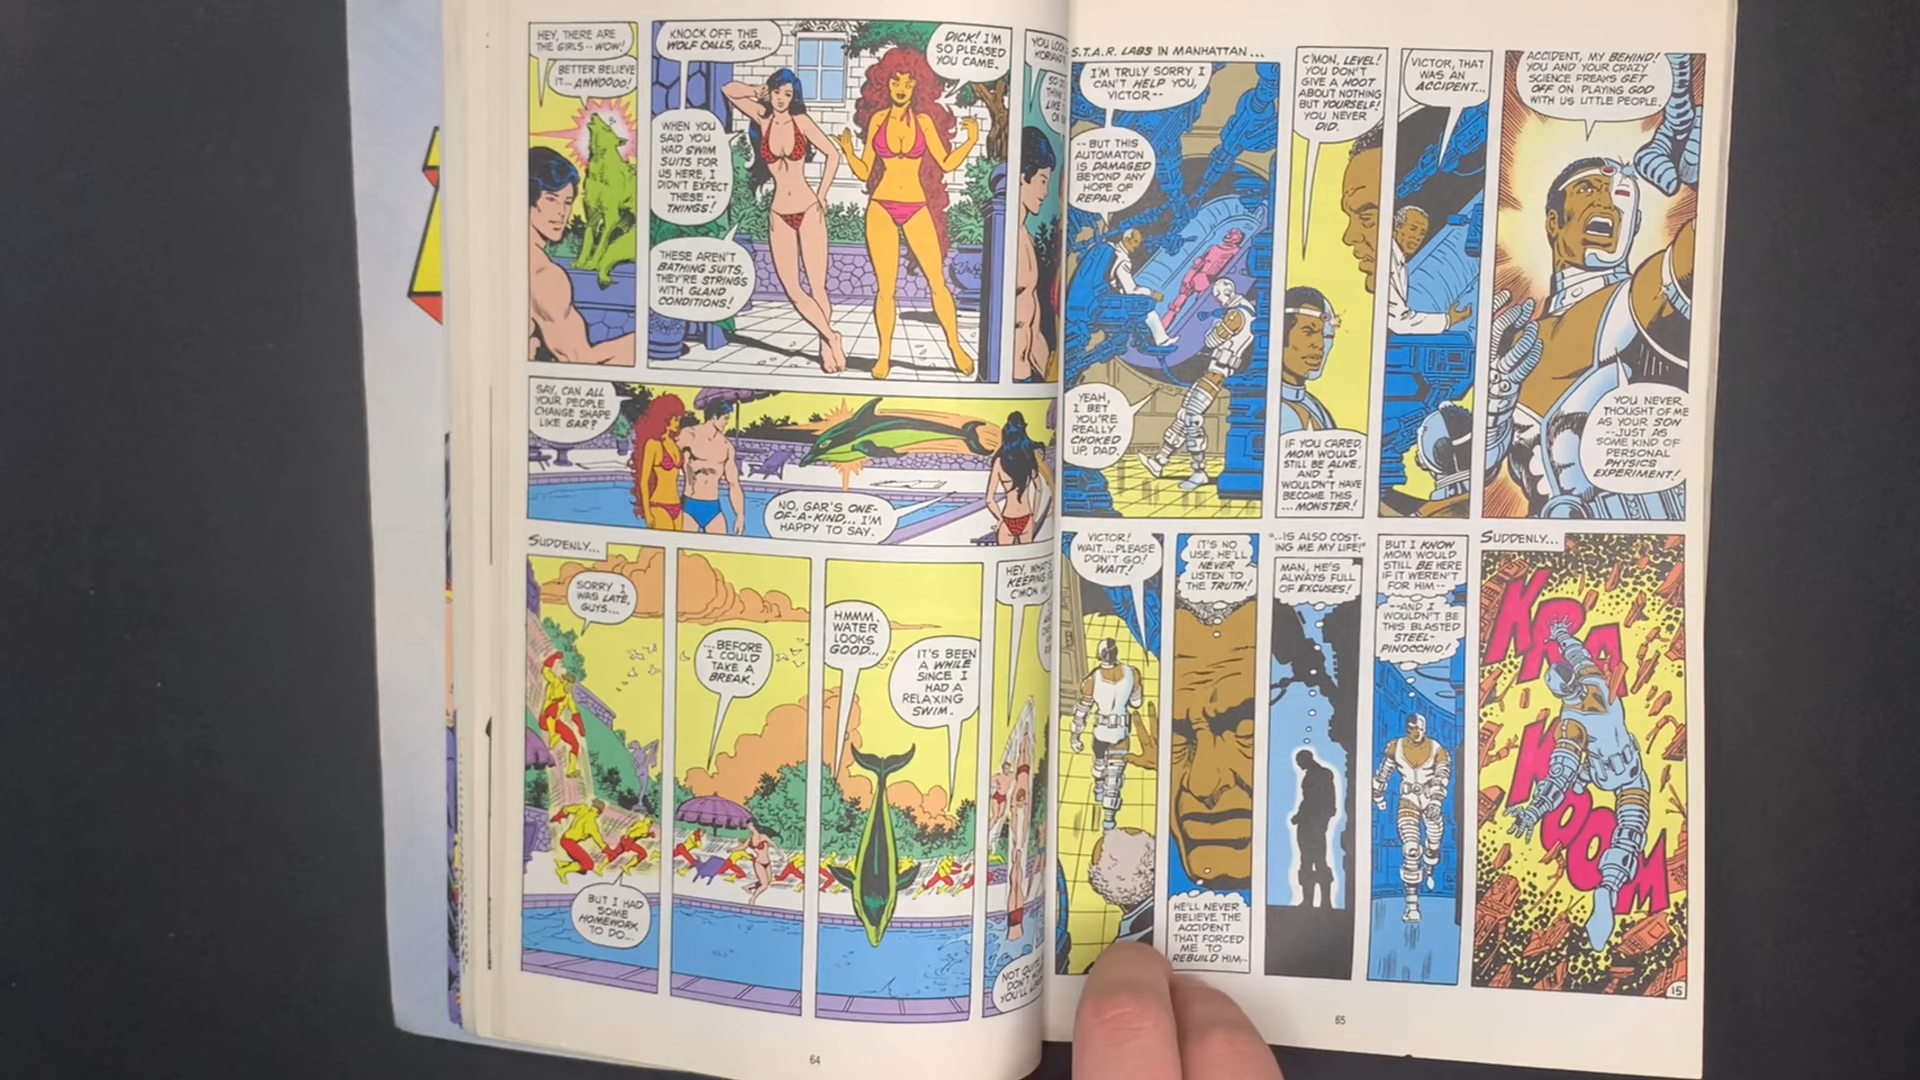 HEY, THERE ARE
THE GIRLS--WOW!
BETTER BELIEVE
IT... AWWOOOO!
KNOCK OFF THE
WOLF CALLS, GAR...
WHEN YOU
SAID YOU
HAD SWIM
SUITS FOR
US HERE, I
DIDN'T EXPECT
THESE--
THINGS!
THESE AREN'T
BATHING SUITS,
THEY'RE STRINGS
WITH GLAND
CONDITIONS!
DICK! I'M
SO PLEASED
YOU CAME.
SAY, CAN ALL
YOUR PEOPLE
CHANGE SHAPE
LIKE GAR?
NO, GAR'S ONE-
OF-A-KIND... I'M
HAPPY TO SAY.
SUDDENLY...
SORRY I
WAS LATE,
GUYS...
BUT I HAD
SOME
HOMEWORK
TO DO...
...BEFORE
I COULD
TAKE A
BREAK.
HMMM.
WATER
LOOKS
GOOD...
IT'S BEEN
A WHILE
SINCE I
HAD A
RELAXING
SWIM.
HEY, WHAT'S
KEEPING
C'MON
NOT QUITE
DON'T
YOU'LL
64
S.T.A.R. LABS IN MANHATTAN...
I'M TRULY SORRY I
CAN'T HELP YOU,
VICTOR--
--BUT THIS
AUTOMATON
IS DAMAGED
BEYOND ANY
HOPE OF
REPAIR.
YEAH,
I BET
YOU'RE
REALLY
CHOKED
UP, DAD.
C'MON, LEVEL!
YOU DON'T
GIVE A HOOT
ABOUT NOTHING
BUT YOURSELF!
YOU NEVER
DID.
IF YOU CARED,
MOM WOULD
STILL BE ALIVE,
AND I
WOULDN'T HAVE
BECOME THIS
...MONSTER!
VICTOR, THAT
WAS AN
ACCIDENT...
ACCIDENT, MY BEHIND!
YOU AND YOUR CRAZY
SCIENCE FREAKS GET
OFF ON PLAYING GOD
WITH US LITTLE PEOPLE.
YOU NEVER
THOUGHT OF ME
AS YOUR SON
--JUST AS
SOME KIND OF
PERSONAL
PHYSICS
EXPERIMENT!
VICTOR!
WAIT...PLEASE
DON'T GO!
WAIT!
IT'S NO
USE, HE'LL
NEVER
LISTEN TO
THE TRUTH!
HE'LL NEVER
BELIEVE THE
ACCIDENT
THAT FORCED
ME TO
REBUILD HIM--
"...IS ALSO COST-
ING ME MY LIFE!"
MAN, HE'S
ALWAYS FULL
OF EXCUSES!
BUT I KNOW
MOM WOULD
STILL BE HERE
IF IT WEREN'T
FOR HIM--
--AND I
WOULDN'T BE
THIS BLASTED
STEEL-
PINOCCHIO!
SUDDENLY...
KRA
KOOM
15
65